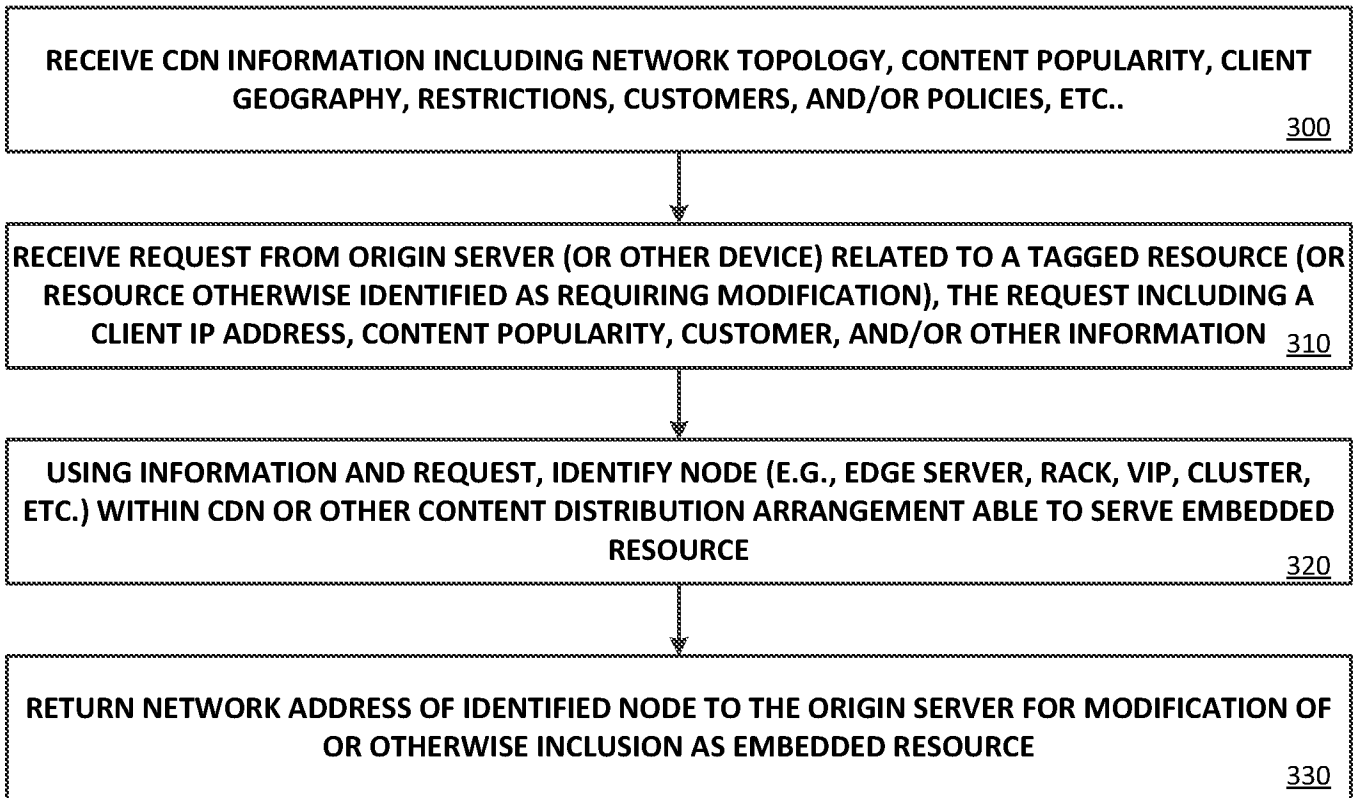 RECEIVE CDN INFORMATION INCLUDING NETWORK TOPOLOGY, CONTENT POPULARITY, CLIENT
GEOGRAPHY, RESTRICTIONS, CUSTOMERS, AND/OR POLICIES, ETC..
300
RECEIVE REQUEST FROM ORIGIN SERVER (OR OTHER DEVICE) RELATED TO A TAGGED RESOURCE (OR
RESOURCE OTHERWISE IDENTIFIED AS REQUIRING MODIFICATION), THE REQUEST INCLUDING A
CLIENT IP ADDRESS, CONTENT POPULARITY, CUSTOMER, AND/OR OTHER INFORMATION
310
USING INFORMATION AND REQUEST, IDENTIFY NODE (E.G., EDGE SERVER, RACK, VIP, CLUSTER,
ETC.) WITHIN CDN OR OTHER CONTENT DISTRIBUTION ARRANGEMENT ABLE TO SERVE EMBEDDED
RESOURCE
320
RETURN NETWORK ADDRESS OF IDENTIFIED NODE TO THE ORIGIN SERVER FOR MODIFICATION OF
OR OTHERWISE INCLUSION AS EMBEDDED RESOURCE
330